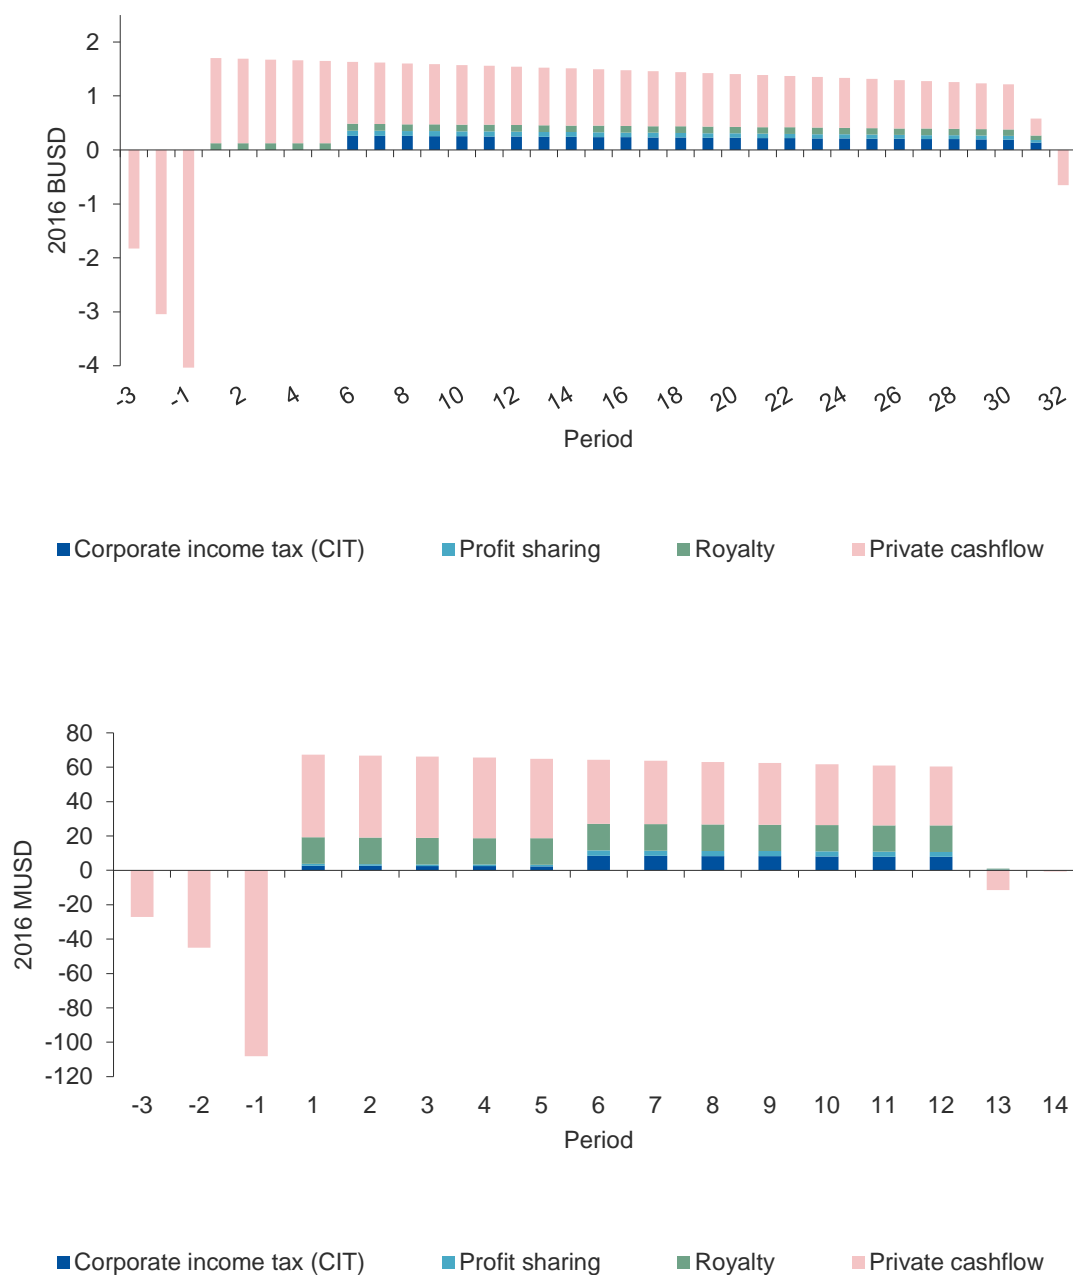 2
1
0
-1
-2
-3
-4
2016 BUSD
-3 -1 2 4 6 8 10 12 14 16 18 20 22 24 26 28 30 32
Period
Corporate income tax (CIT) Profit sharing Royalty Private cashflow
80
60
40
20
0
-20
-40
-60
-80
-100
-120
2016 MUSD
-3 -2 -1 1 2 3 4 5 6 7 8 9 10 11 12 13 14
Period
Corporate income tax (CIT) Profit sharing Royalty Private cashflow